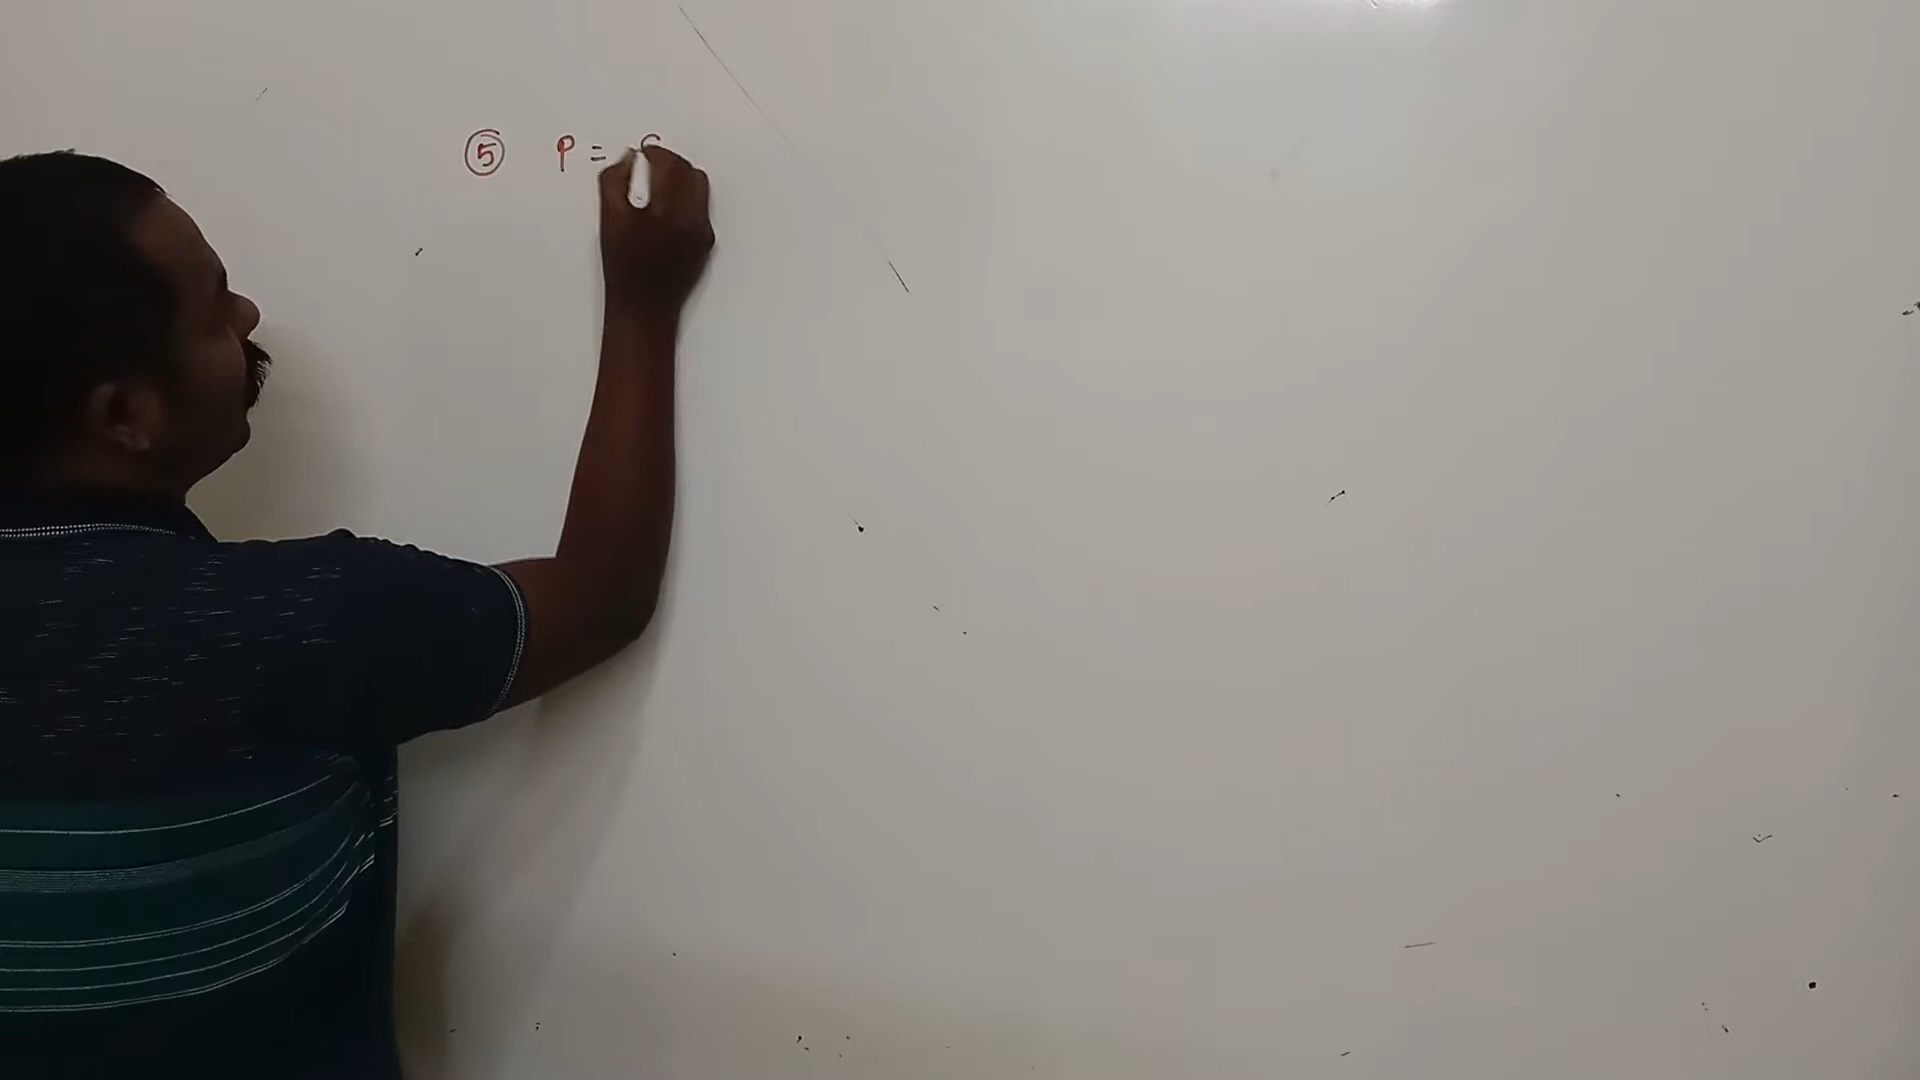 ⑤ P =